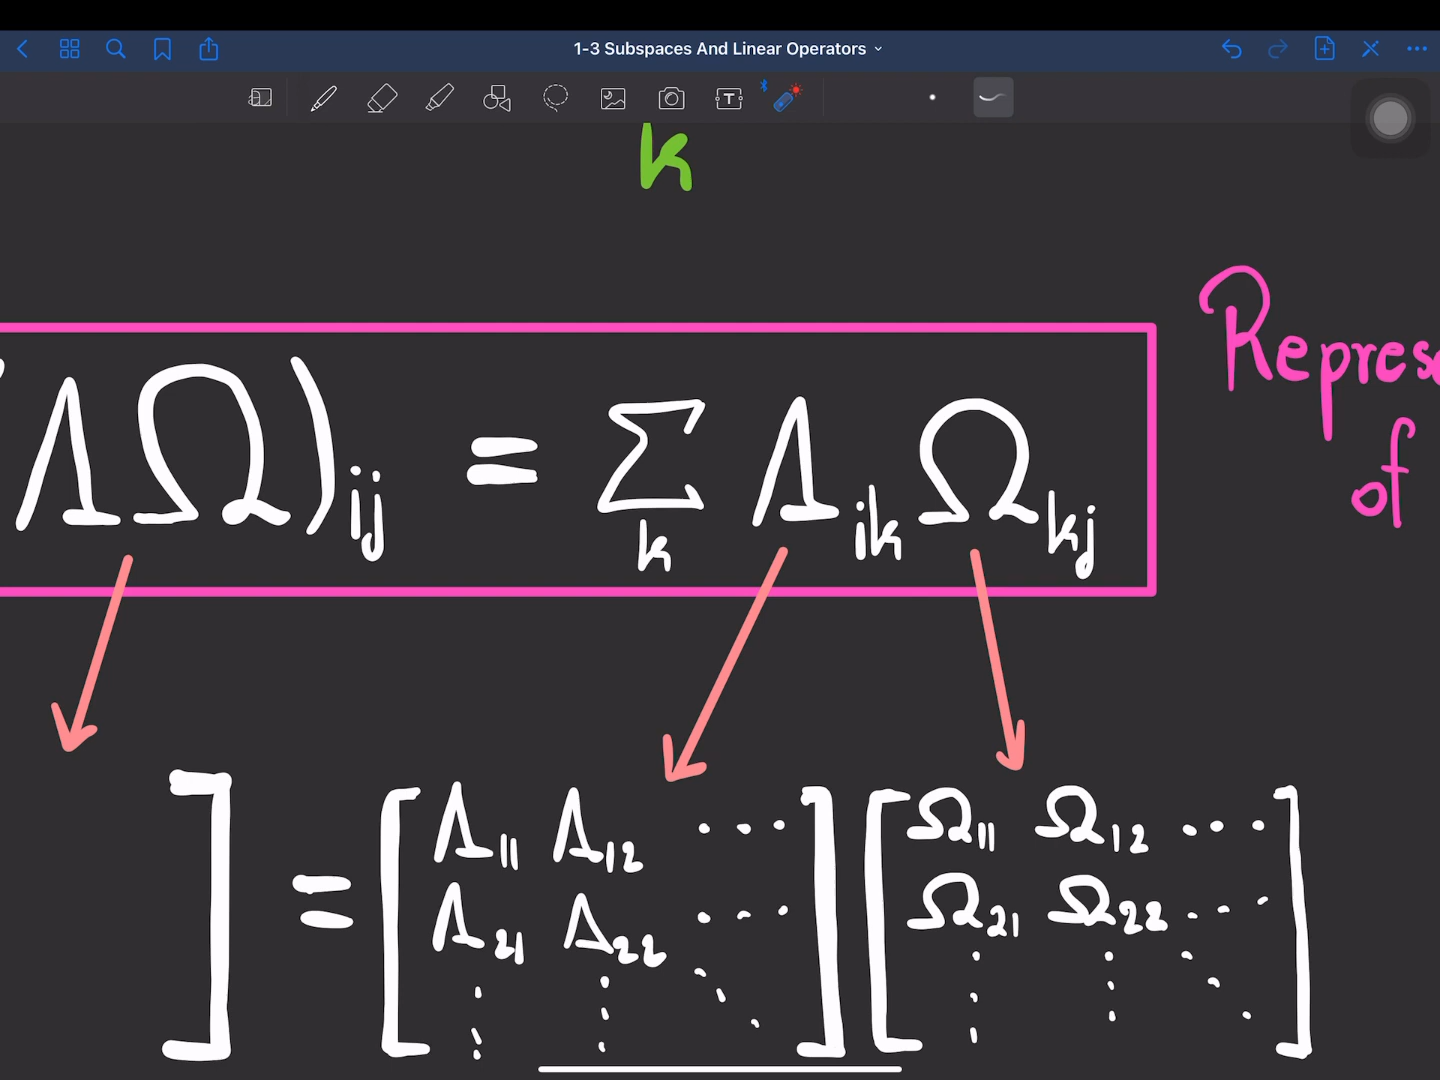 1-3 Subspaces And Linear Operators
T
k
(ΛΩ)ij = Σk Λik Ωkj
of
] = [Λ11 Λ12 ...] [Ω11 Ω12 ...]
Λ21 Λ22 ... Ω21 Ω22 ...